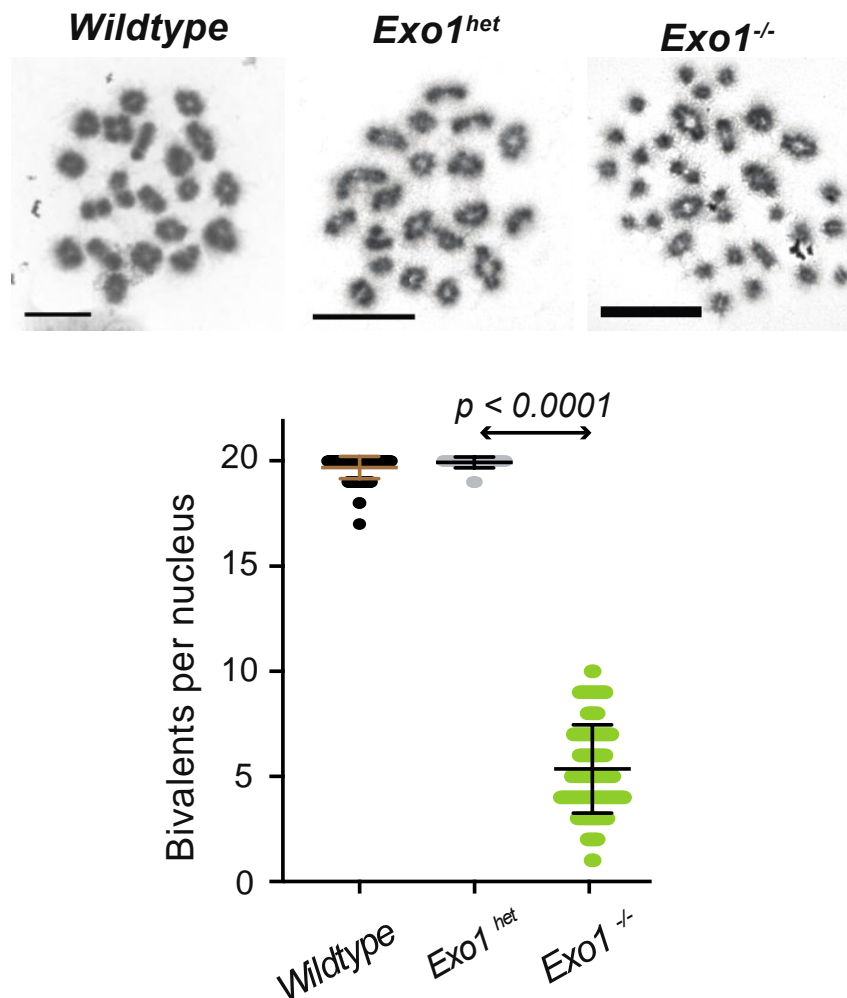 Wildtype
Exo1het
Exo1-/-
p < 0.0001
Bivalents per nucleus
20
15
10
5
0
Wildtype
Exo1 het
Exo1 -/-